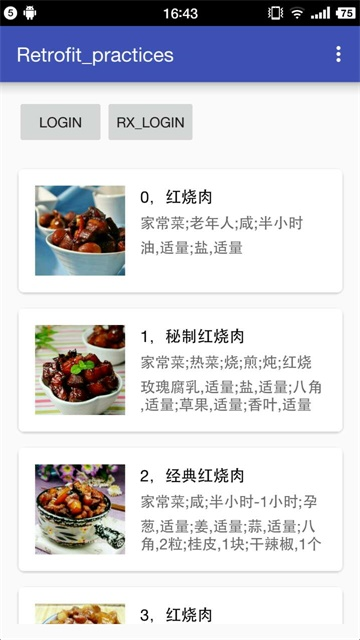 5 16:43 75
Retrofit_practices
LOGIN RX_LOGIN
0，红烧肉
家常菜;老年人;咸;半小时
油,适量;盐,适量
1，秘制红烧肉
家常菜;热菜;烧;煎;炖;红烧
玫瑰腐乳,适量;盐,适量;八角
,适量;草果,适量;香叶,适量
2，经典红烧肉
家常菜;咸;半小时-1小时;孕
葱,适量;姜,适量;蒜,适量;八
角,2粒;桂皮,1块;干辣椒,1个
3，红烧肉